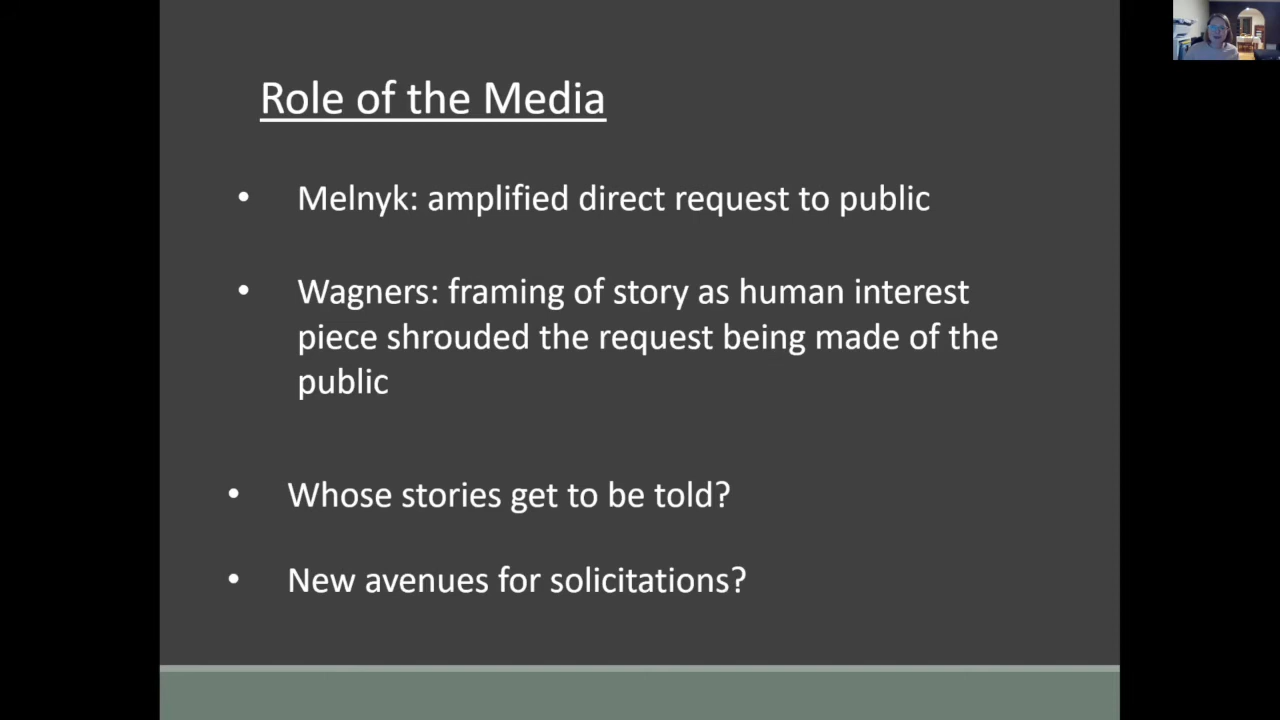 Role of the Media
• Melnyk: amplified direct request to public
• Wagners: framing of story as human interest
piece shrouded the request being made of the
public
• Whose stories get to be told?
• New avenues for solicitations?